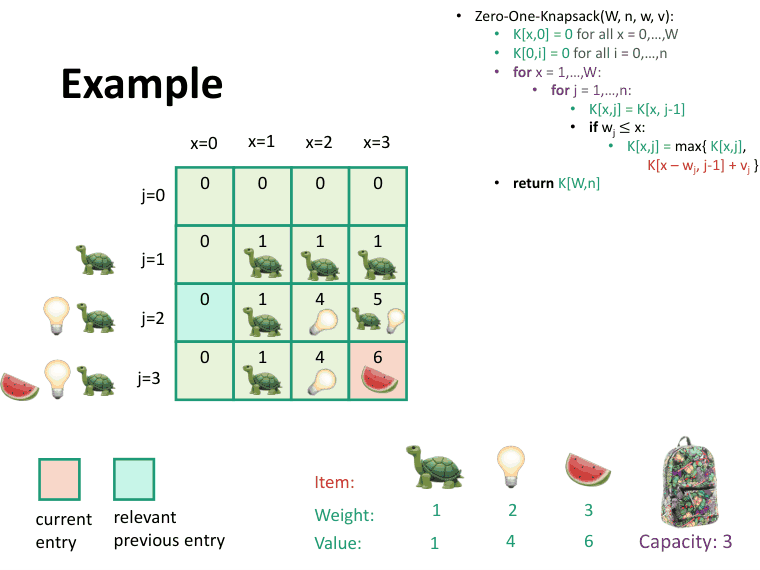 • Zero-One-Knapsack(W, n, w, v):
• K[x,0] = 0 for all x = 0,…,W
• K[0,i] = 0 for all i = 0,…,n
• for x = 1,…,W:
• for j = 1,…,n:
• K[x,j] = K[x, j-1]
• if wj ≤ x:
• K[x,j] = max{ K[x,j],
K[x – wj, j-1] + vj }
• return K[W,n]
Example
x=0 x=1 x=2 x=3
j=0 0 0 0 0
j=1 0 1 1 1
j=2 0 1 4 5
j=3 0 1 4 6
current
entry
relevant
previous entry
Item:
Weight: 1 2 3
Value: 1 4 6
Capacity: 3